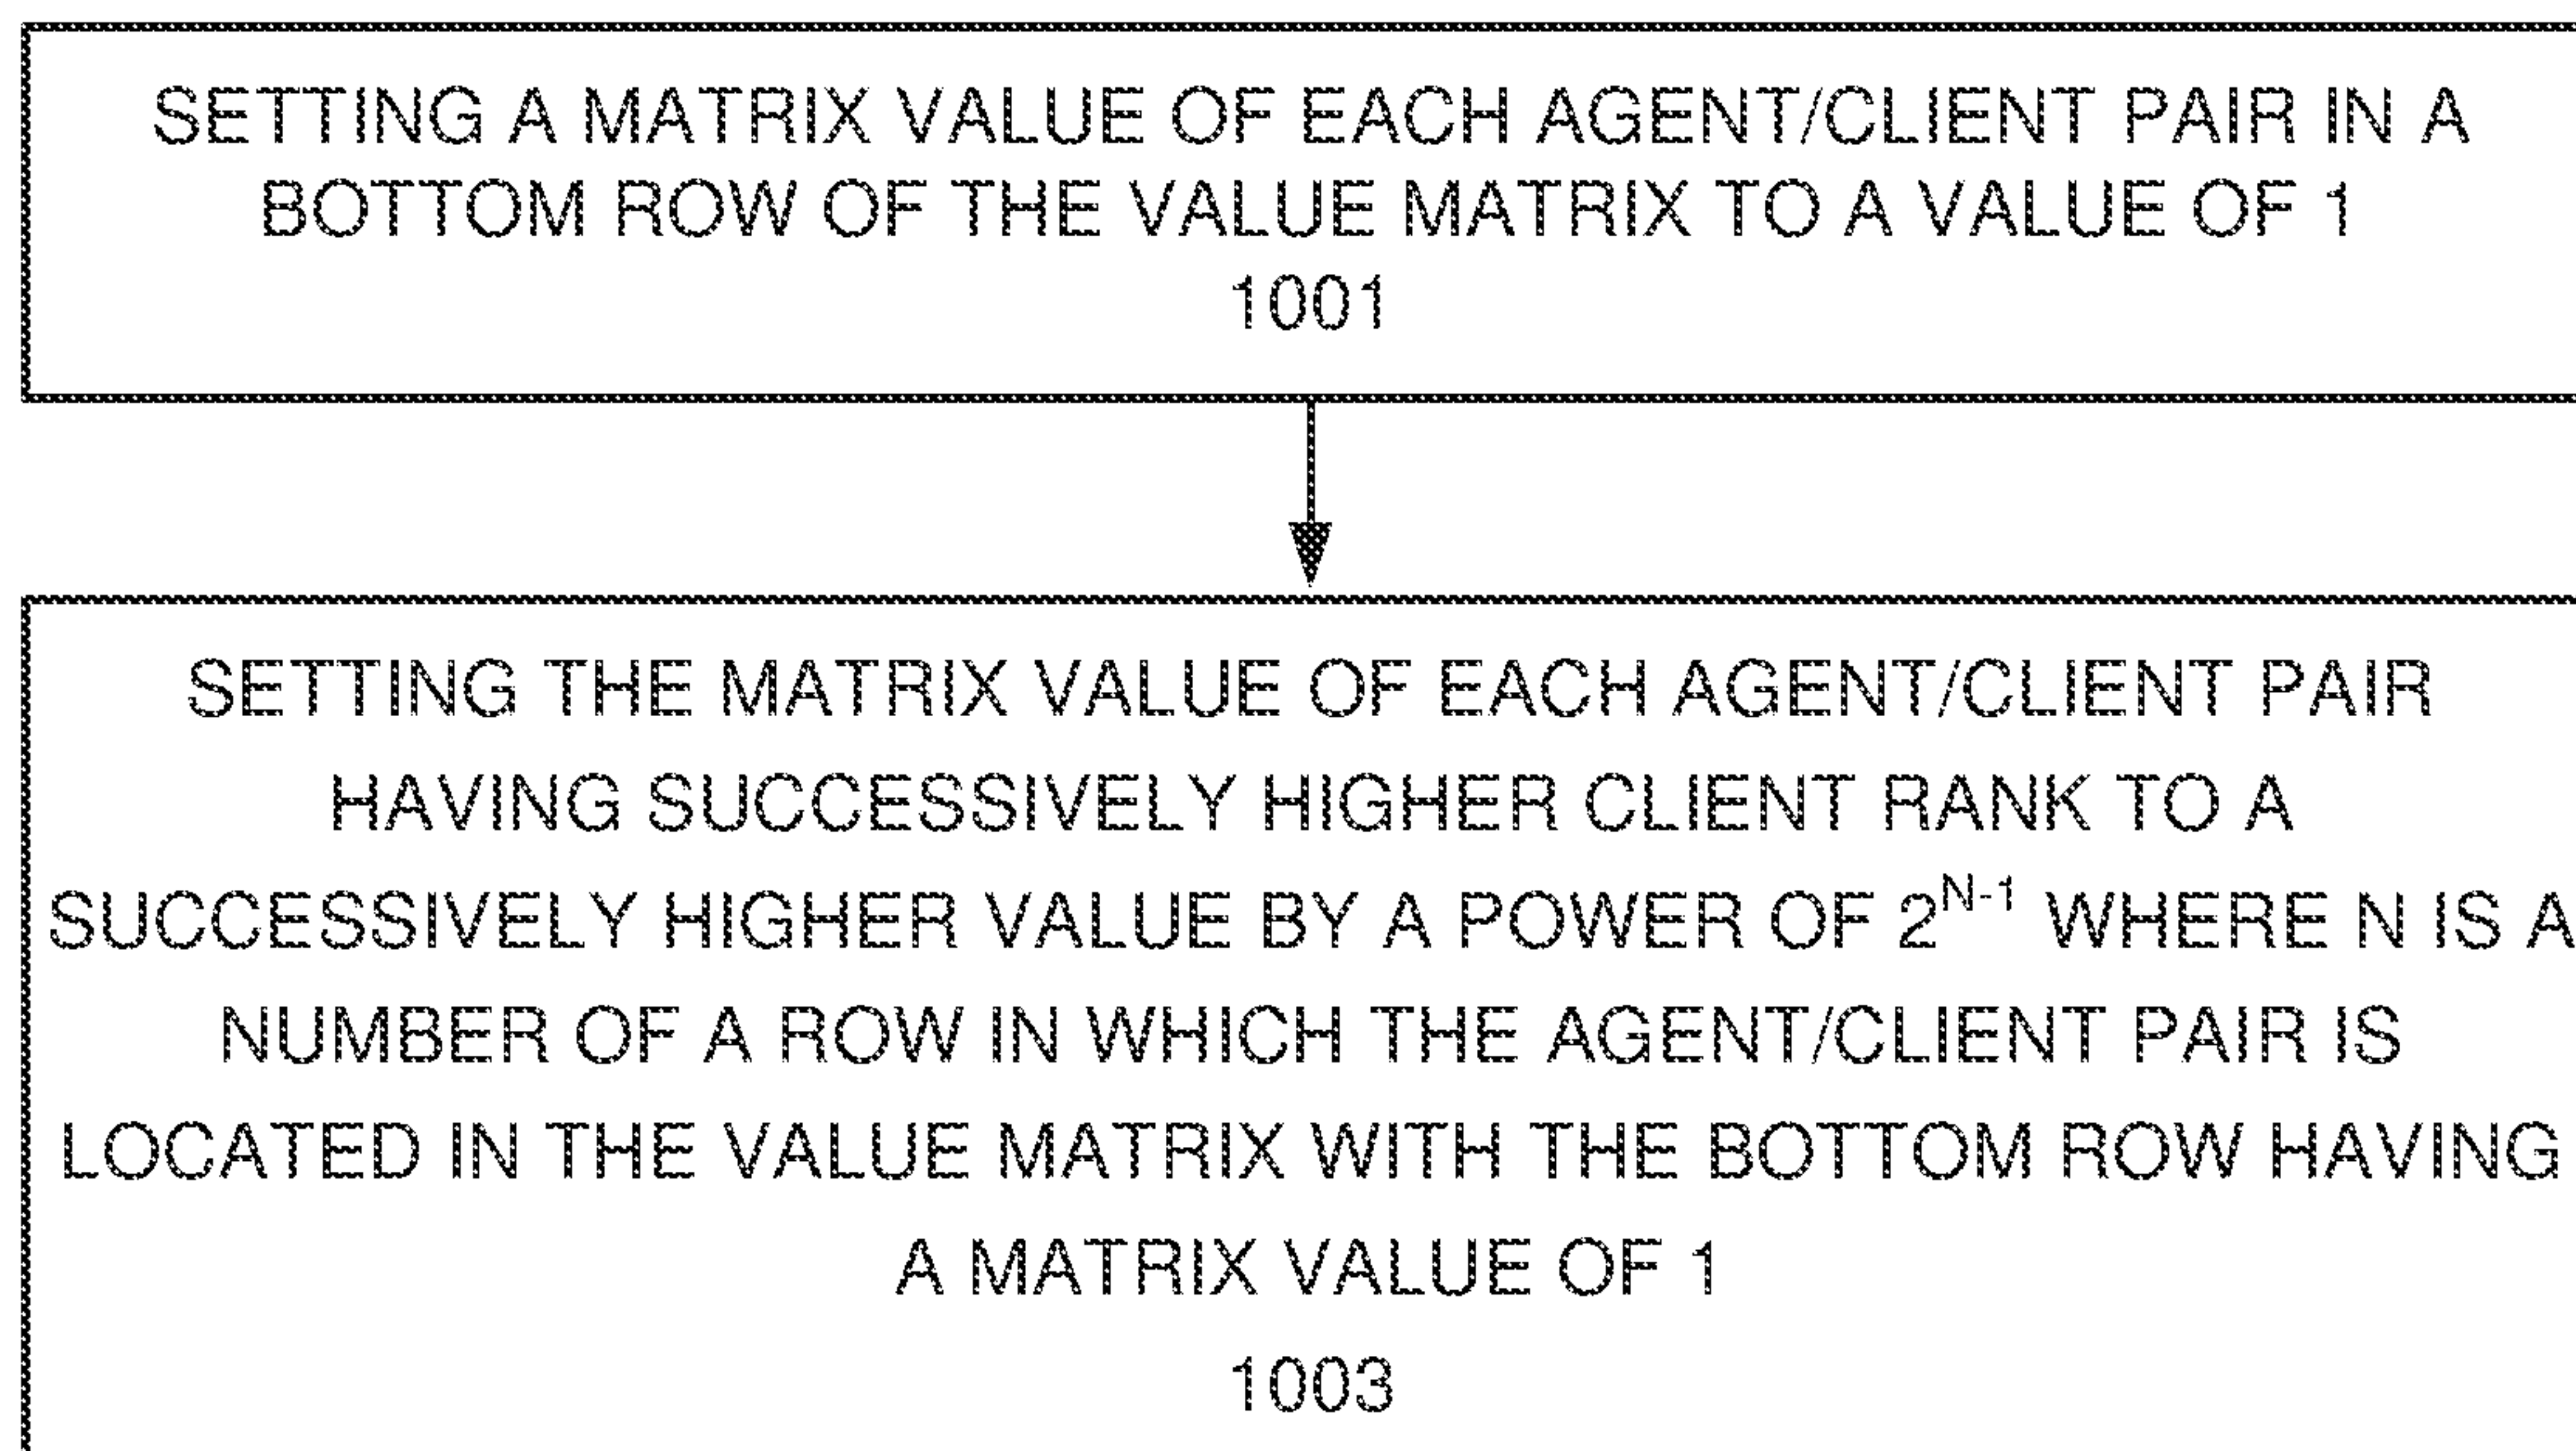 SETTING A MATRIX VALUE OF EACH AGENT/CLIENT PAIR IN A
BOTTOM ROW OF THE VALUE MATRIX TO A VALUE OF 1
1001
SETTING THE MATRIX VALUE OF EACH AGENT/CLIENT PAIR
HAVING SUCCESSIVELY HIGHER CLIENT RANK TO A
SUCCESSIVELY HIGHER VALUE BY A POWER OF 2^N-1 WHERE N IS A
NUMBER OF A ROW IN WHICH THE AGENT/CLIENT PAIR IS
LOCATED IN THE VALUE MATRIX WITH THE BOTTOM ROW HAVING
A MATRIX VALUE OF 1
1003